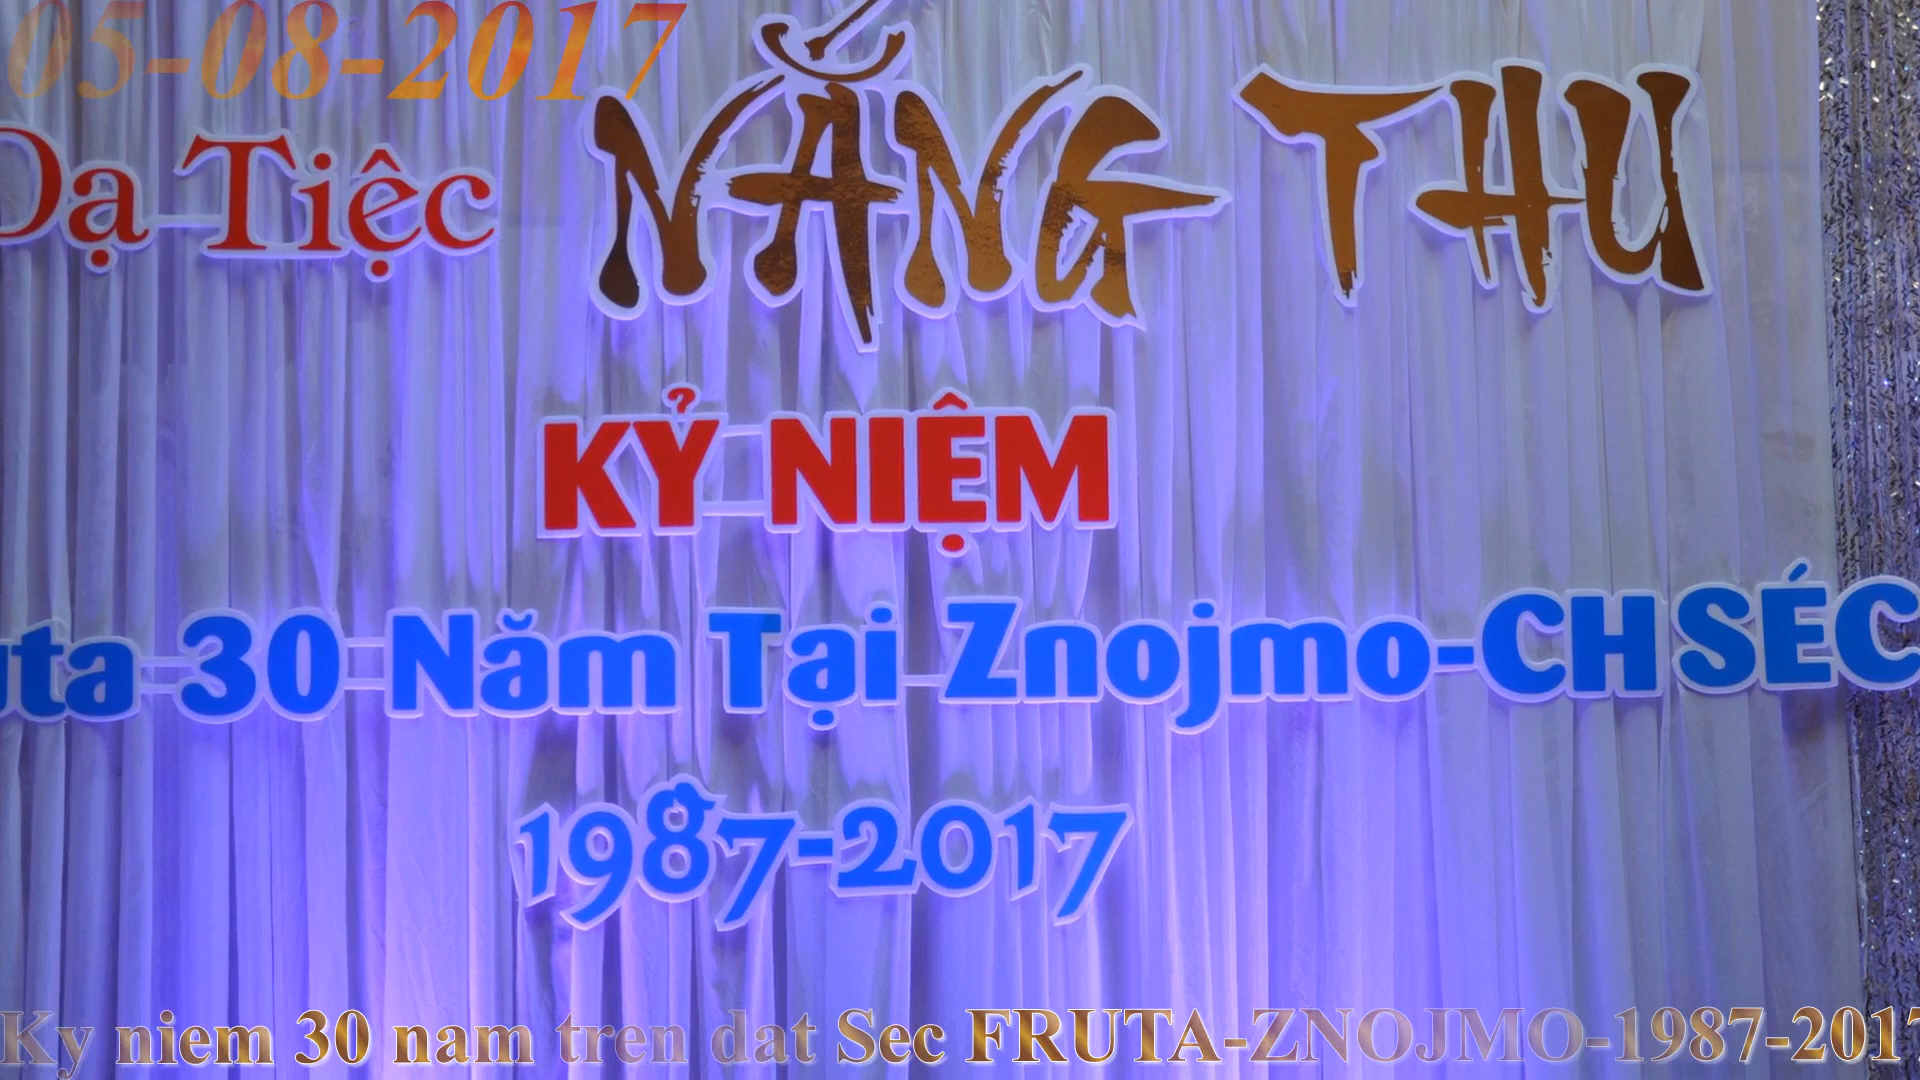 05-08-2017
Dạ Tiệc NẮNG THU
KỶ NIỆM
uta 30 Năm Tại Znojmo-CH SÉC
1987-2017
Ky niem 30 nam tren dat Sec FRUTA-ZNOJMO-1987-2017